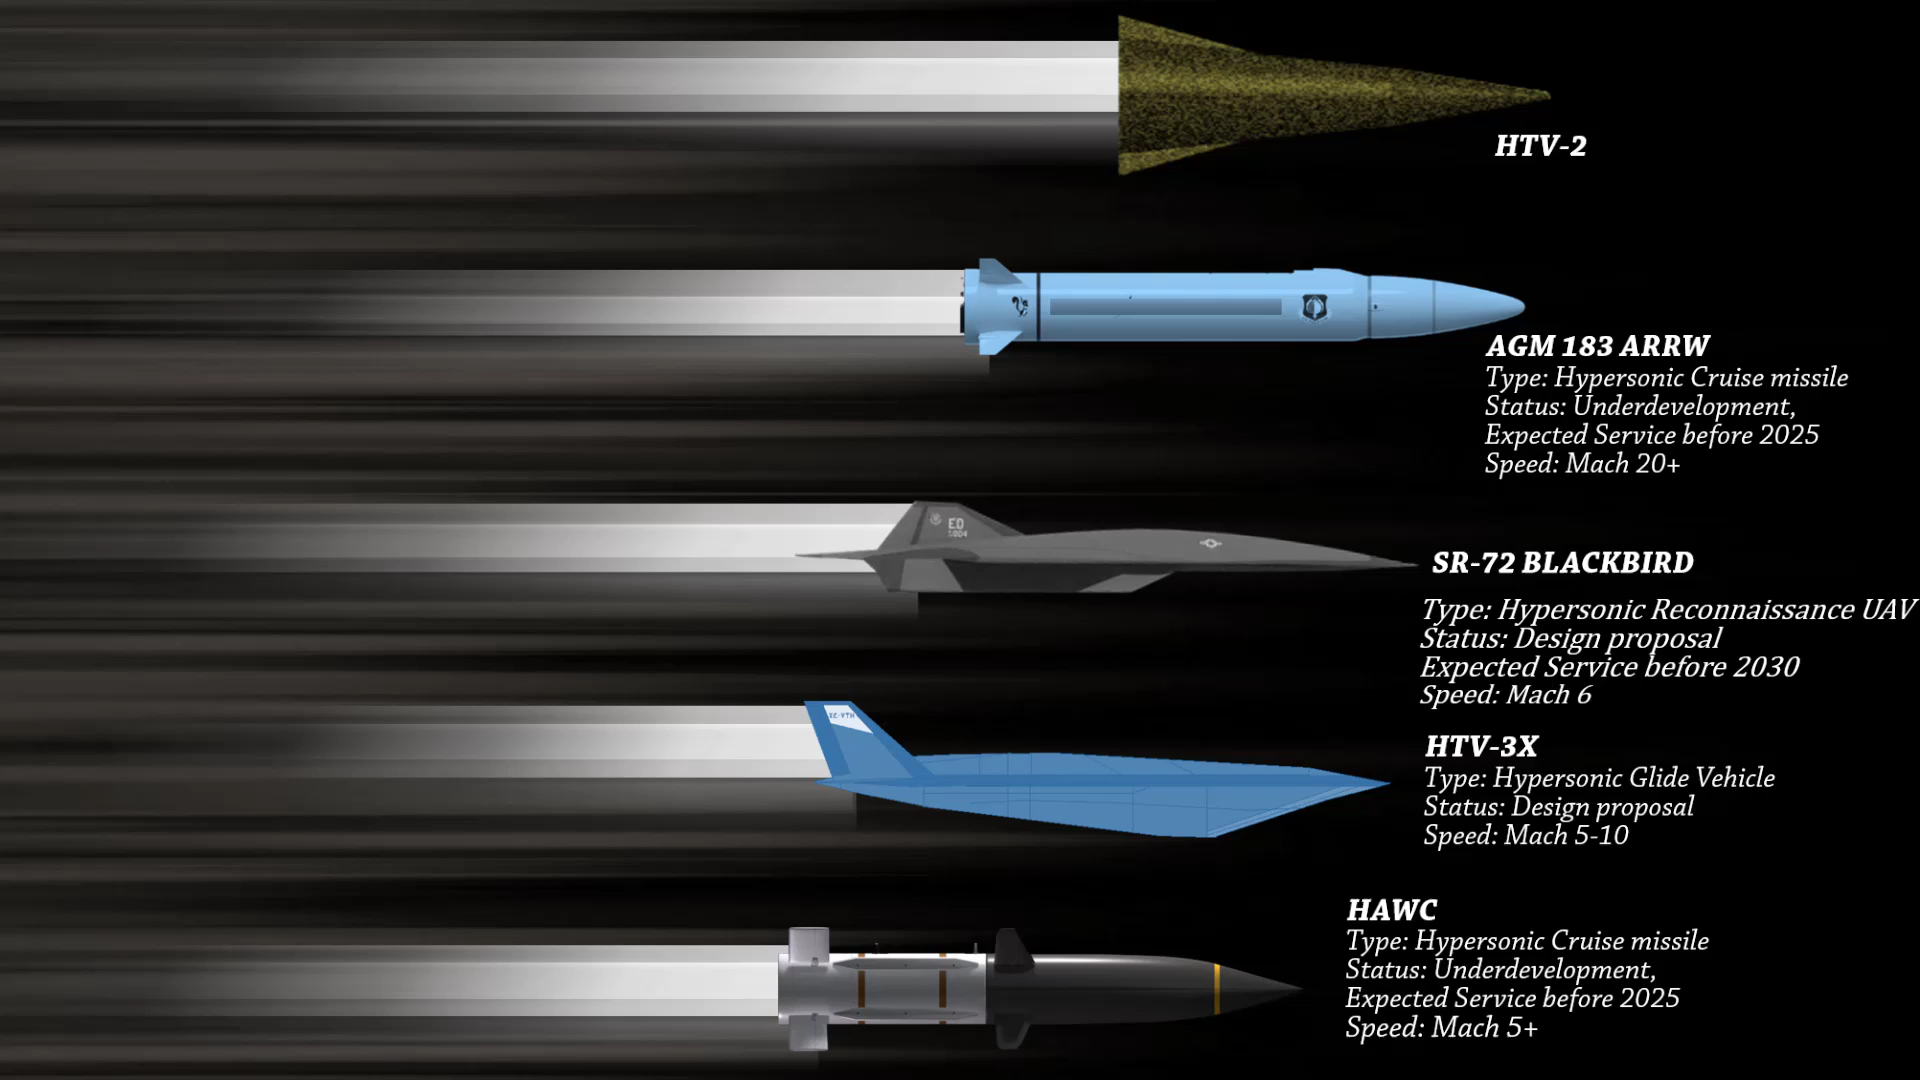 HTV-2
AGM 183 ARRW
Type: Hypersonic Cruise missile
Status: Underdevelopment,
Expected Service before 2025
Speed: Mach 20+
ED
SR-72 BLACKBIRD
Type: Hypersonic Reconnaissance UAV
Status: Design proposal
Expected Service before 2030
Speed: Mach 6
HTV-3X
Type: Hypersonic Glide Vehicle
Status: Design proposal
Speed: Mach 5-10
HAWC
Type: Hypersonic Cruise missile
Status: Underdevelopment,
Expected Service before 2025
Speed: Mach 5+